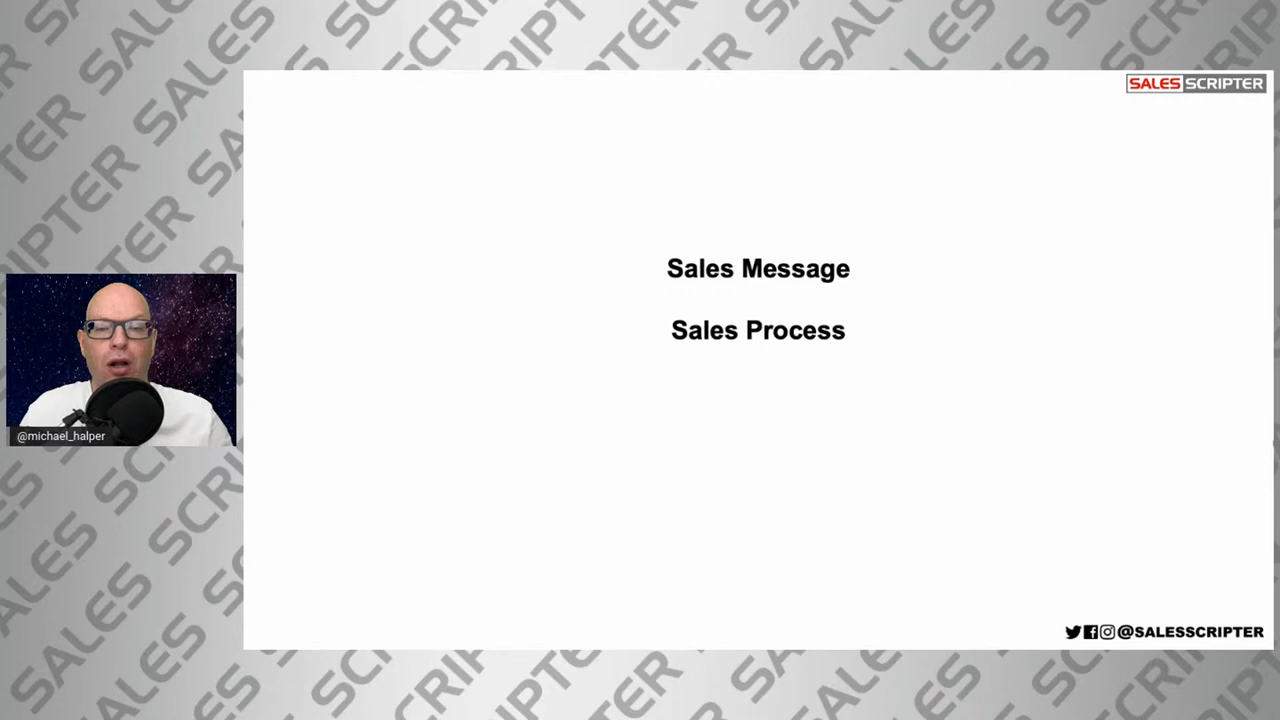 SALES SCRIPTER
Sales Message
Sales Process
@michael_halper
@SALESSCRIPTER